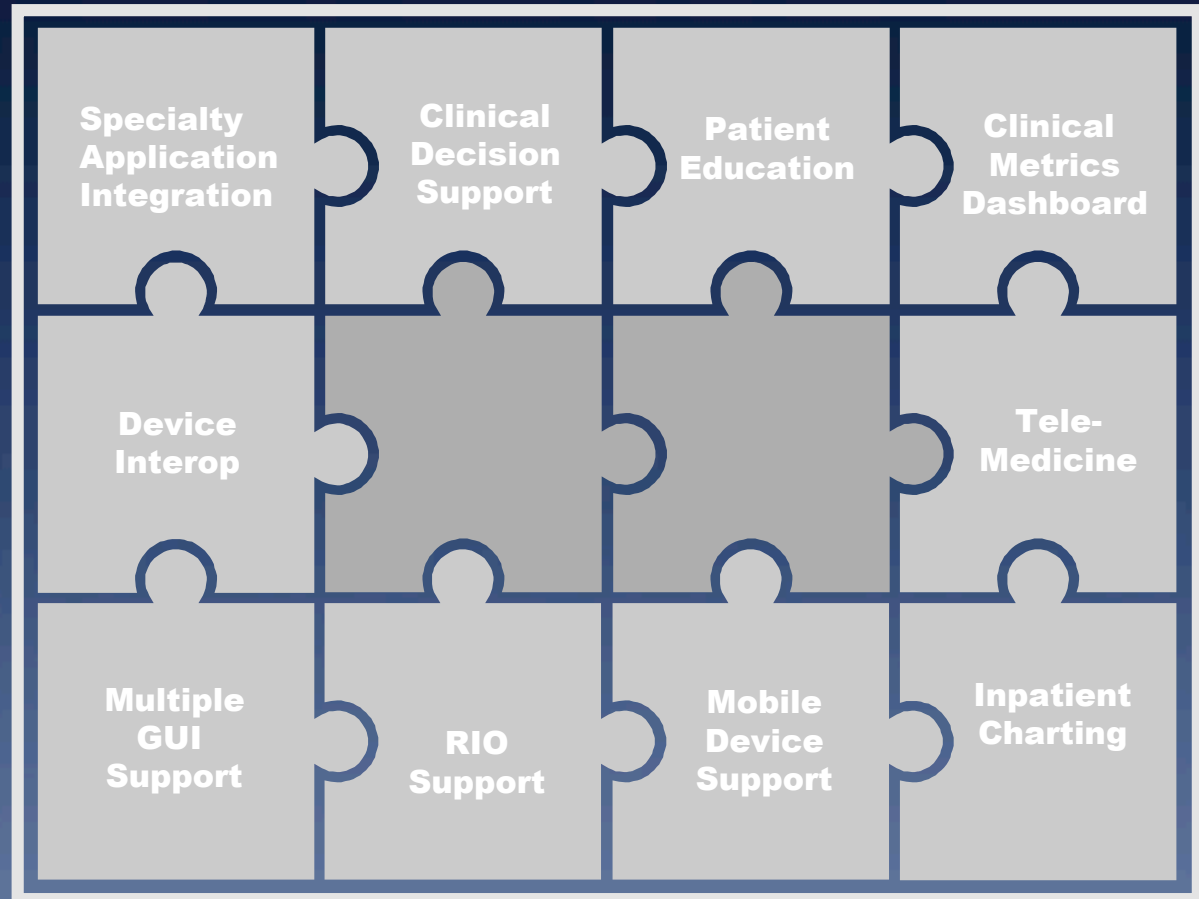 Specialty
Application
Integration
Clinical
Decision
Support
Patient
Education
Clinical
Metrics
Dashboard
Device
Interop
Tele-
Medicine
Multiple
GUI
Support
RIO
Support
Mobile
Device
Support
Inpatient
Charting